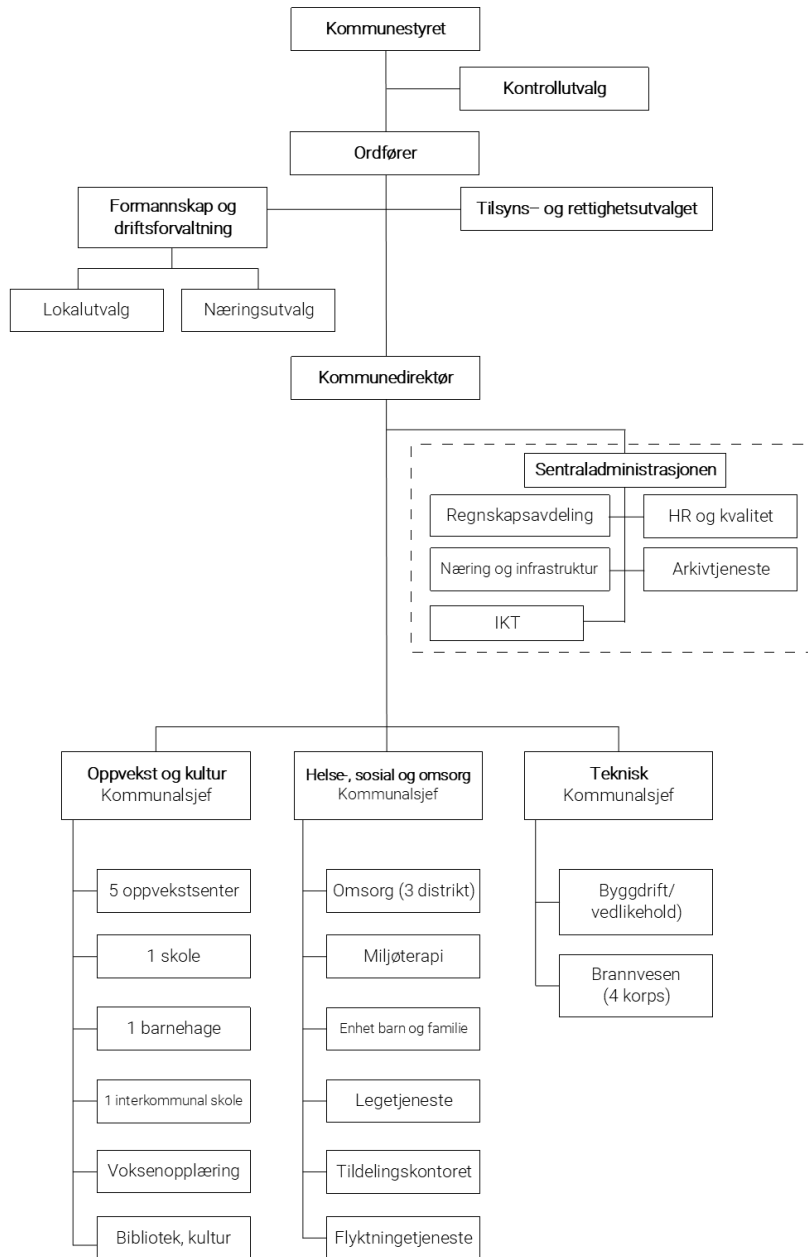 Kommunestyret
Kontrollutvalg
Ordfører
Formannskap og
driftsforvaltning
Tilsyns– og rettighetsutvalget
Lokalutvalg
Næringsutvalg
Kommunedirektør
Sentraladministrasjonen
Regnskapsavdeling
HR og kvalitet
Næring og infrastruktur
Arkivtjeneste
IKT
Oppvekst og kultur
Kommunalsjef
5 oppvekstsenter
1 skole
1 barnehage
1 interkommunal skole
Voksenopplæring
Bibliotek, kultur
Helse-, sosial og omsorg
Kommunalsjef
Omsorg (3 distrikt)
Miljøterapi
Enhet barn og familie
Legetjeneste
Tildelingskontoret
Flyktningetjeneste
Teknisk
Kommunalsjef
Byggdrift/
vedlikehold)
Brannvesen
(4 korps)